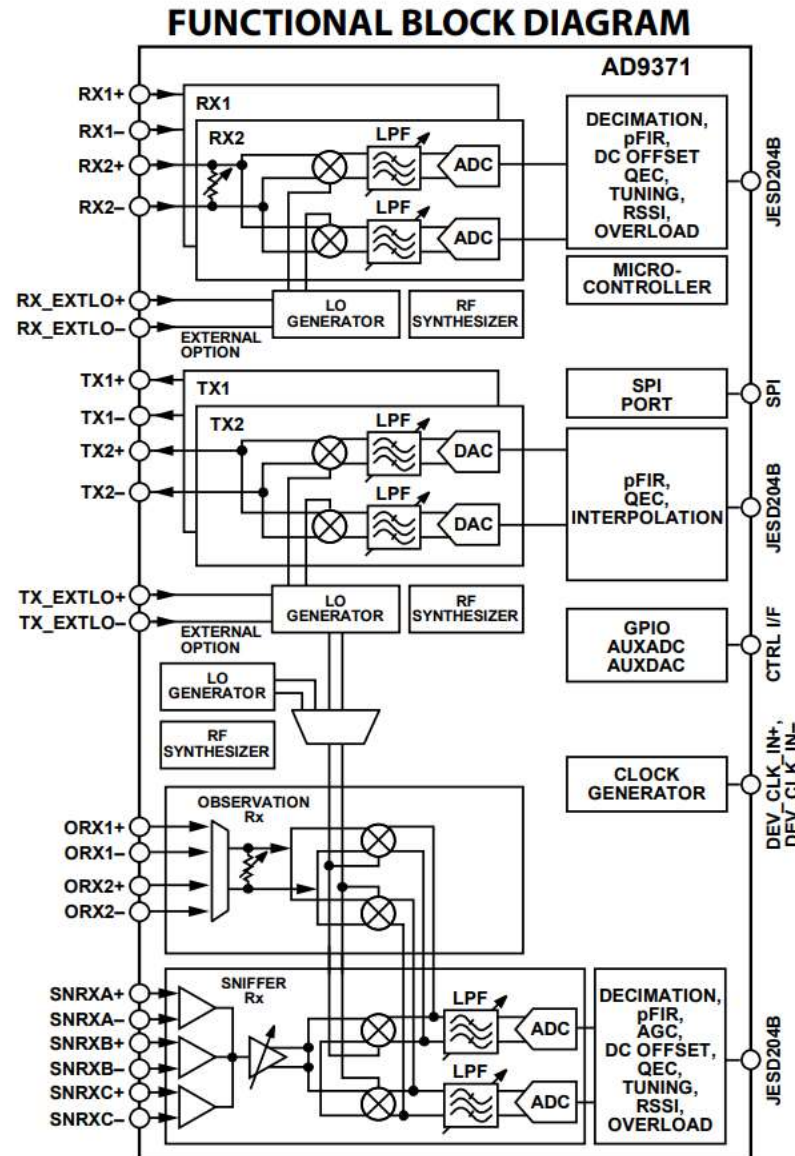 FUNCTIONAL BLOCK DIAGRAM
AD9371
RX1+
RX1–
RX2+
RX2–
RX1
RX2
LPF
ADC
LPF
ADC
DECIMATION,
pFIR,
DC OFFSET
QEC,
TUNING,
RSSI,
OVERLOAD
JESD204B
MICRO-
CONTROLLER
RX_EXTLO+
RX_EXTLO–
EXTERNAL
OPTION
LO
GENERATOR
RF
SYNTHESIZER
TX1+
TX1–
TX2+
TX2–
TX1
TX2
LPF
DAC
LPF
DAC
SPI
PORT
SPI
pFIR,
QEC,
INTERPOLATION
JESD204B
TX_EXTLO+
TX_EXTLO–
EXTERNAL
OPTION
LO
GENERATOR
RF
SYNTHESIZER
GPIO
AUXADC
AUXDAC
CTRL I/F
LO
GENERATOR
RF
SYNTHESIZER
CLOCK
GENERATOR
DEV_CLK_IN+,
DEV_CLK_IN–
OBSERVATION
Rx
ORX1+
ORX1–
ORX2+
ORX2–
SNIFFER
Rx
SNRXA+
SNRXA–
SNRXB+
SNRXB–
SNRXC+
SNRXC–
LPF
ADC
LPF
ADC
DECIMATION,
pFIR,
AGC,
DC OFFSET,
QEC,
TUNING,
RSSI,
OVERLOAD
JESD204B